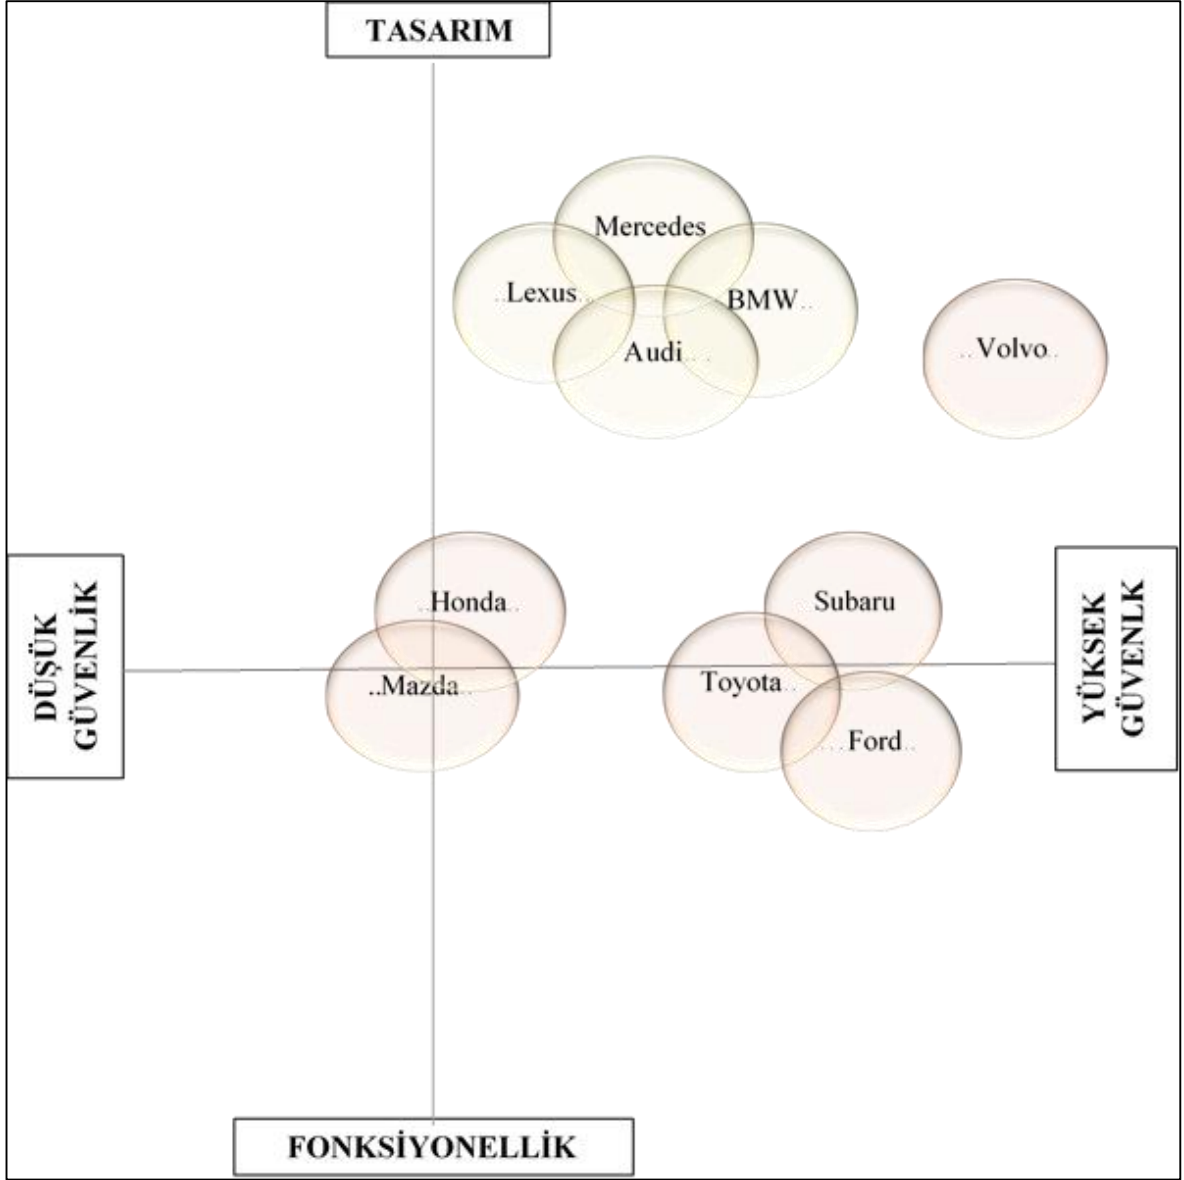 TASARIM
Mercedes
Lexus
BMW
Audi
Volvo
Honda
Subaru
DÜŞÜK
GÜVENLİK
YÜKSEK
GÜVENLK
..Mazda
Toyota
Ford
FONKSİYONELLİK